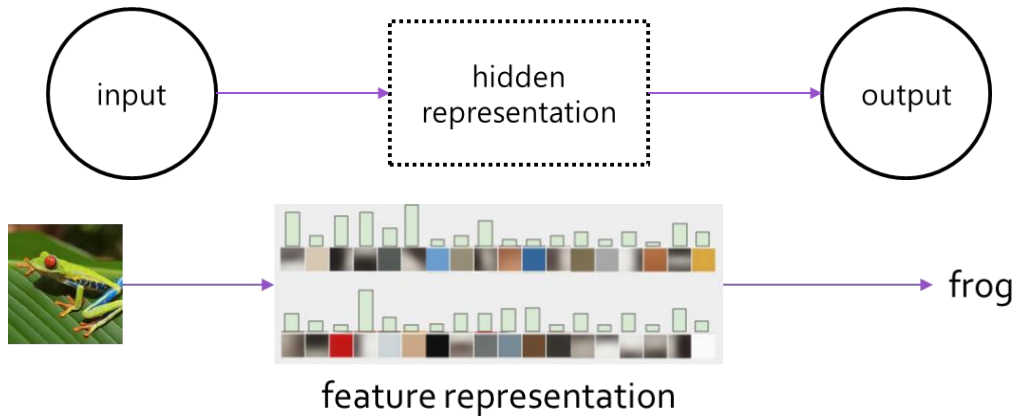 input
hidden
representation
output
frog
feature representation